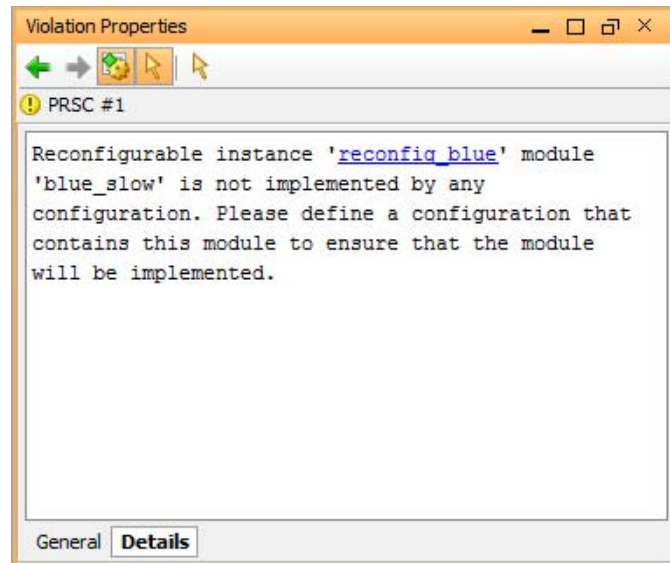 Violation Properties
PRSC #1
Reconfigurable instance 'reconfig_blue' module
'blue_slow' is not implemented by any
configuration. Please define a configuration that
contains this module to ensure that the module
will be implemented.
General Details